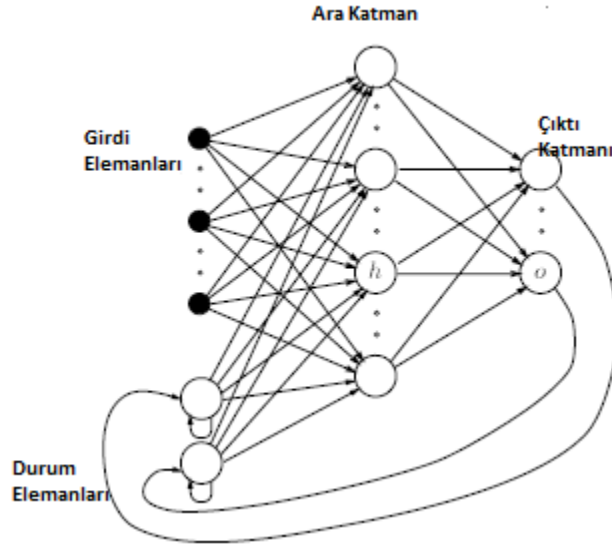 Ara Katman
Girdi
Elemanları
Çıktı
Katmanı
h
o
Durum
Elemanları